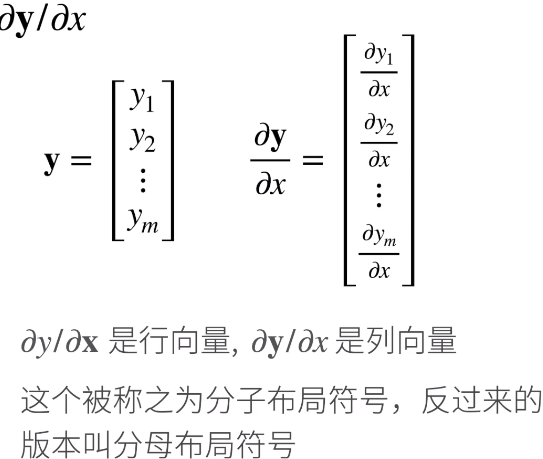 ∂𝐲/∂x
𝐲 = [y₁ y₂ ⋮ yₘ] ∂𝐲/∂x = [∂y₁/∂x ∂y₂/∂x ⋮ ∂yₘ/∂x]
∂y/∂𝐱 是行向量, ∂𝐲/∂x 是列向量
这个被称之为分子布局符号，反过来的
版本叫分母布局符号